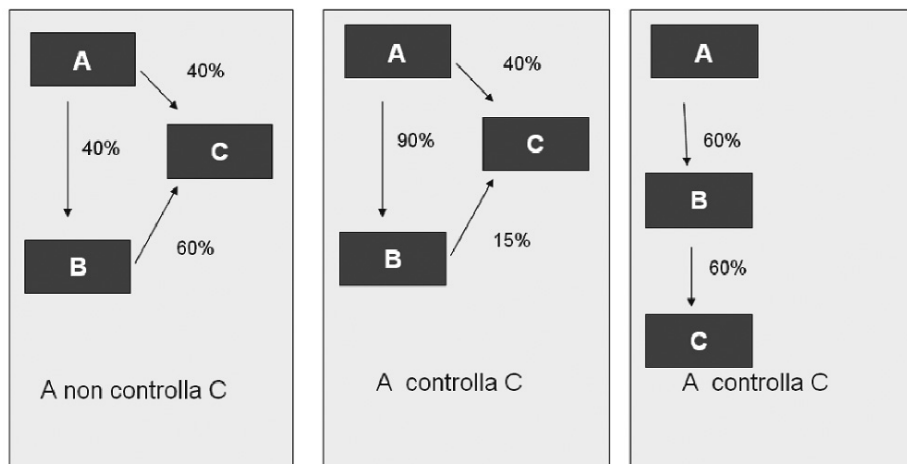 A
40%
C
40%
60%
B
A non controlla C
A
40%
90%
C
15%
B
A controlla C
A
60%
B
60%
C
A controlla C